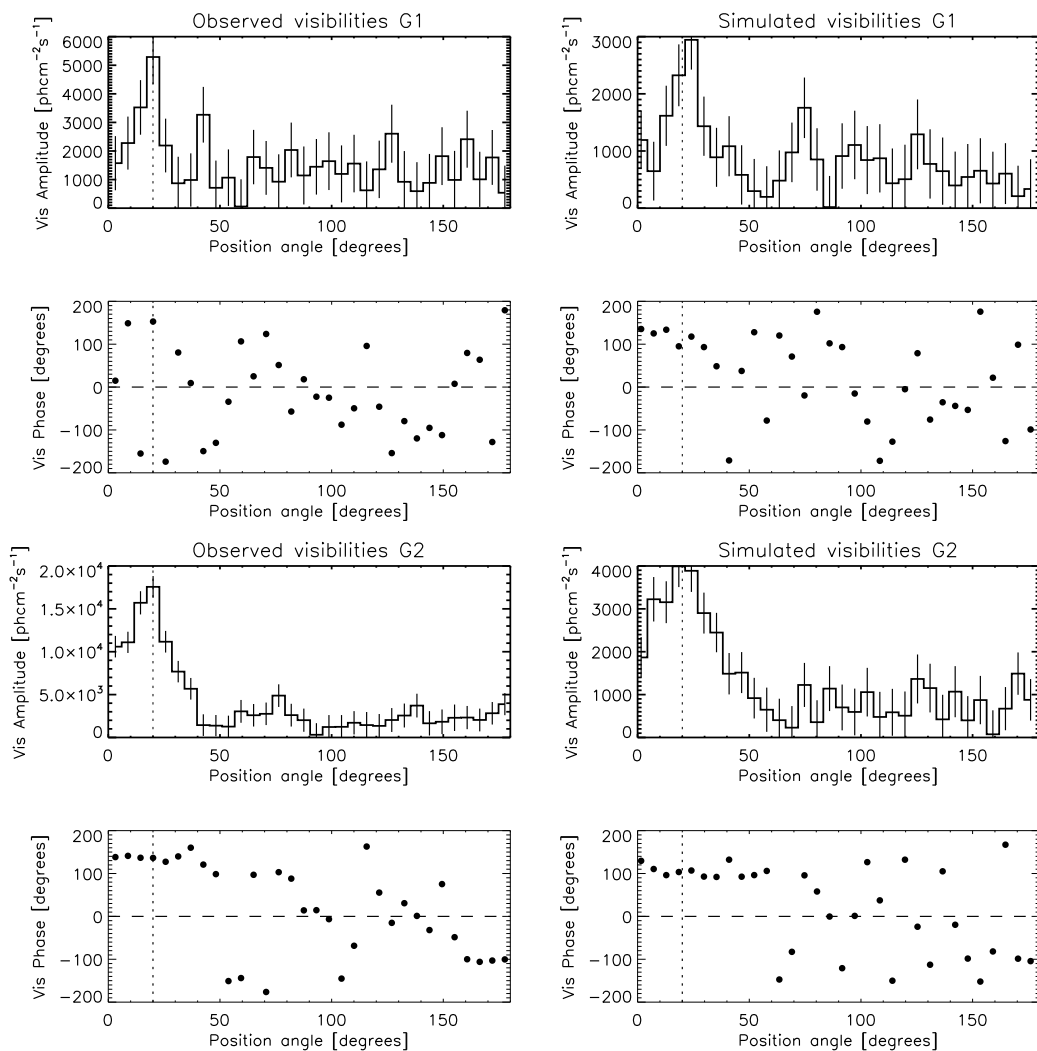 Observed visibilities G1
Vis Amplitude [phcm⁻²s⁻¹]
6000
5000
4000
3000
2000
1000
0
0 50 100 150
Position angle [degrees]
Simulated visibilities G1
Vis Amplitude [phcm⁻²s⁻¹]
3000
2000
1000
0
0 50 100 150
Position angle [degrees]
Vis Phase [degrees]
200
100
0
−100
−200
0 50 100 150
Position angle [degrees]
Vis Phase [degrees]
200
100
0
−100
−200
0 50 100 150
Position angle [degrees]
Observed visibilities G2
Vis Amplitude [phcm⁻²s⁻¹]
2.0×10⁴
1.5×10⁴
1.0×10⁴
5.0×10³
0
0 50 100 150
Position angle [degrees]
Simulated visibilities G2
Vis Amplitude [phcm⁻²s⁻¹]
4000
3000
2000
1000
0
0 50 100 150
Position angle [degrees]
Vis Phase [degrees]
200
100
0
−100
−200
0 50 100 150
Position angle [degrees]
Vis Phase [degrees]
200
100
0
−100
−200
0 50 100 150
Position angle [degrees]